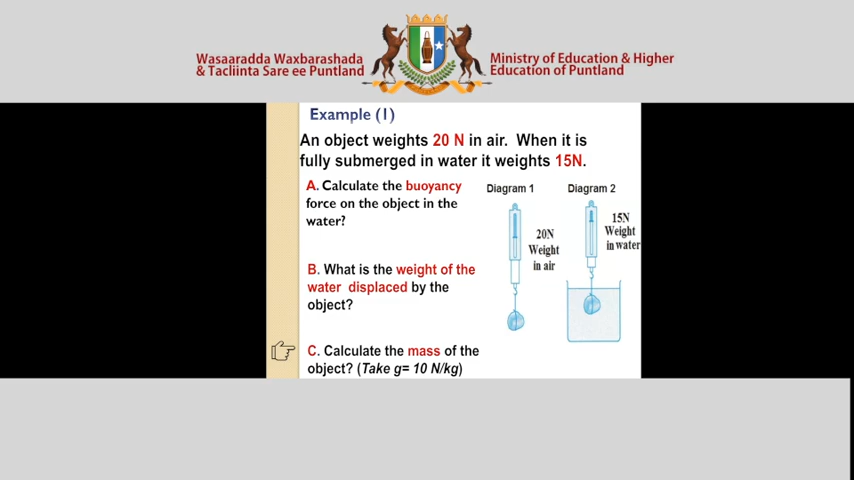 Wasaaradda Waxbarashada
& Tacliinta Sare ee Puntland
Ministry of Education & Higher
Education of Puntland
Example (1)
An object weights 20 N in air. When it is
fully submerged in water it weights 15N.
A. Calculate the buoyancy
force on the object in the
water?
Diagram 1
Diagram 2
20N
Weight
in air
15N
Weight
in water
B. What is the weight of the
water displaced by the
object?
C. Calculate the mass of the
object? (Take g= 10 N/kg)